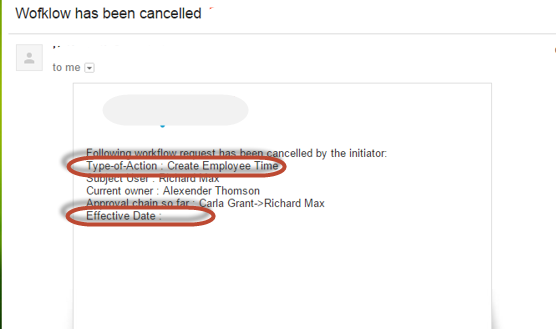 Wofklow has been cancelled
to me
Following workflow request has been cancelled by the initiator:
Type-of-Action : Create Employee Time
Subject User : Richard Max
Current owner : Alexender Thomson
Approval chain so far : Carla Grant->Richard Max
Effective Date :